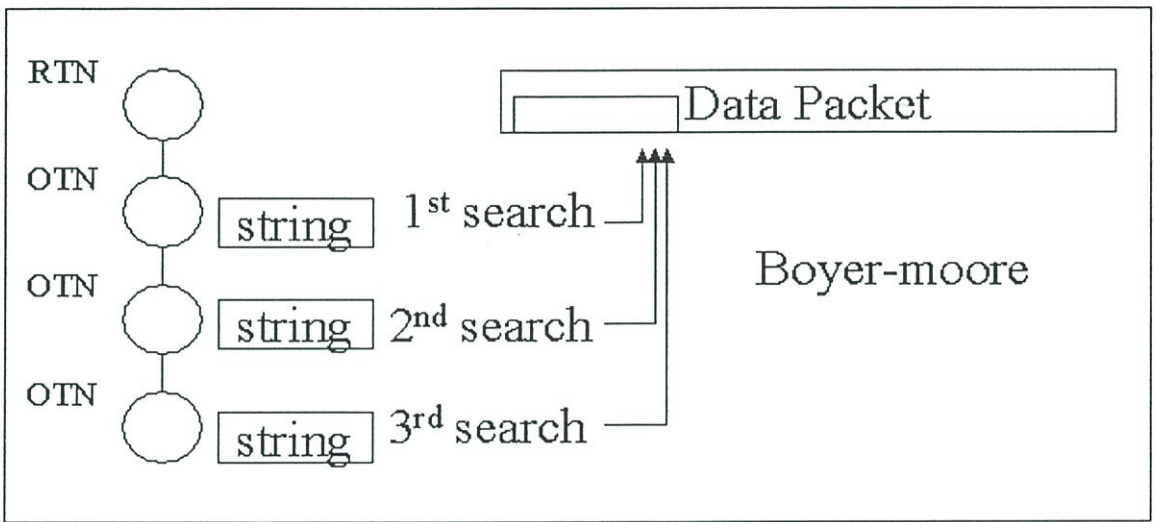 RTN
Data Packet
OTN
string 1st search
Boyer-moore
OTN
string 2nd search
OTN
string 3rd search